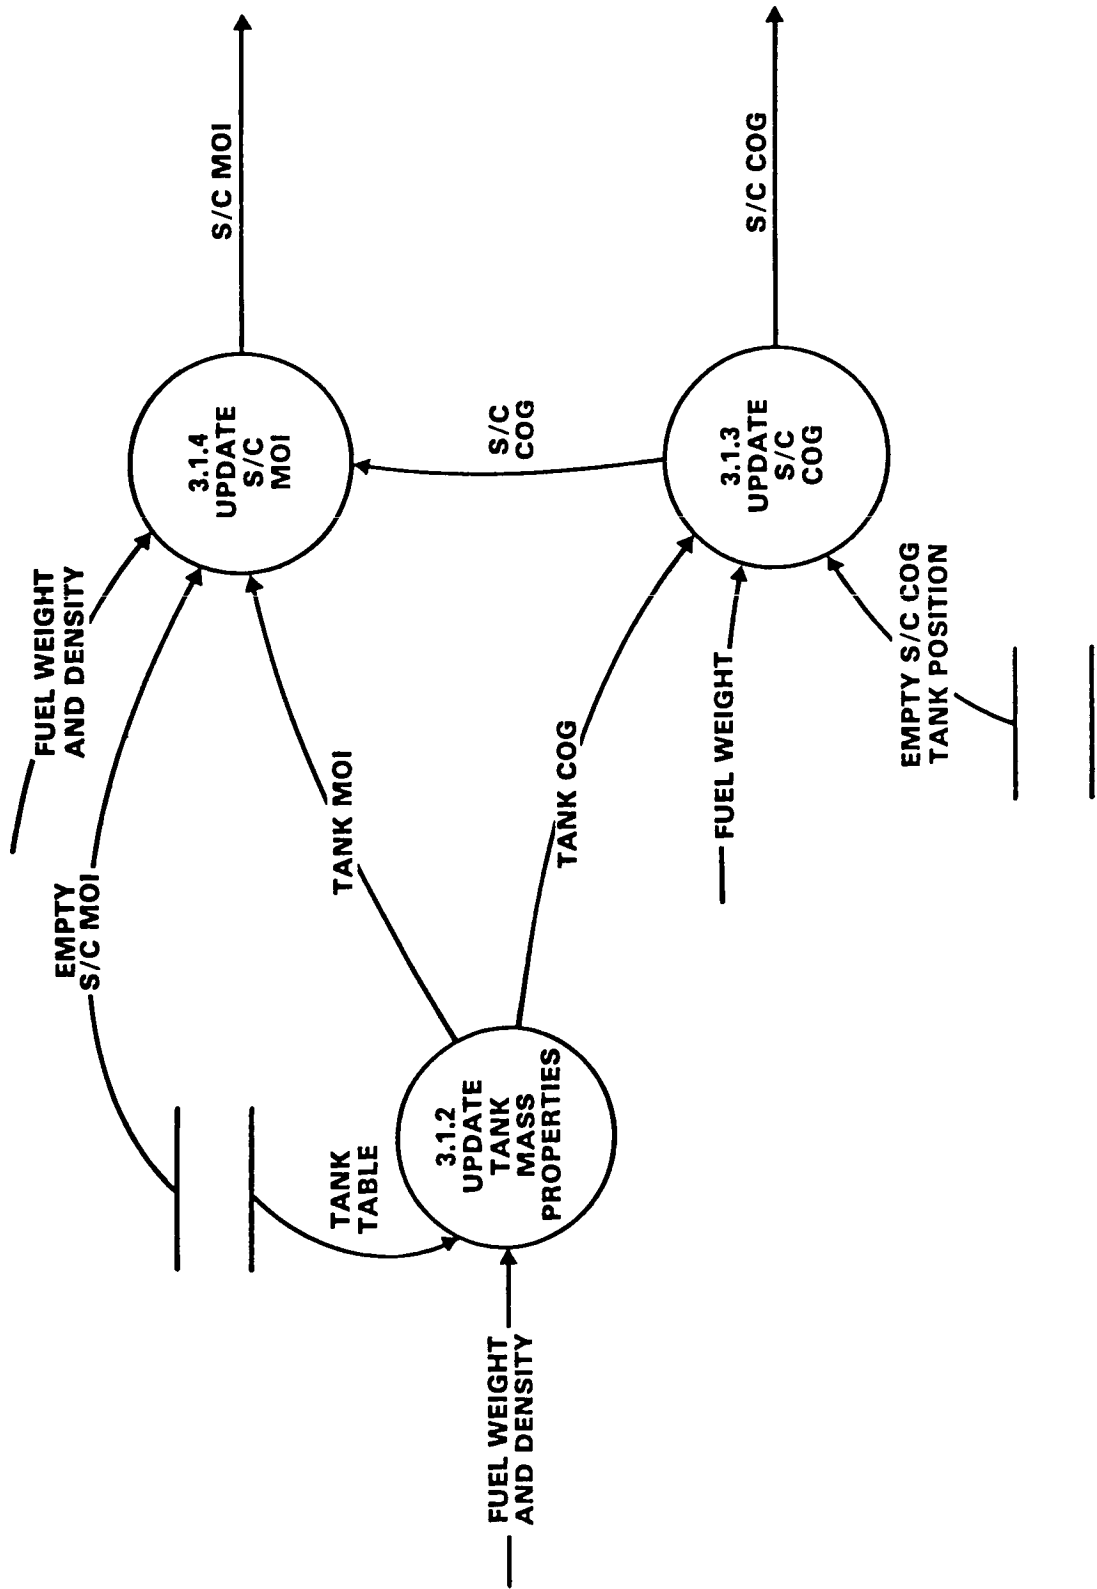 FUEL WEIGHT
AND DENSITY
3.1.2
UPDATE
TANK
MASS
PROPERTIES
TANK
TABLE
EMPTY
S/C MOI
FUEL WEIGHT
AND DENSITY
TANK MOI
TANK COG
FUEL WEIGHT
EMPTY S/C COG
TANK POSITION
3.1.4
UPDATE
S/C
MOI
S/C
COG
3.1.3
UPDATE
S/C
COG
S/C MOI
S/C COG